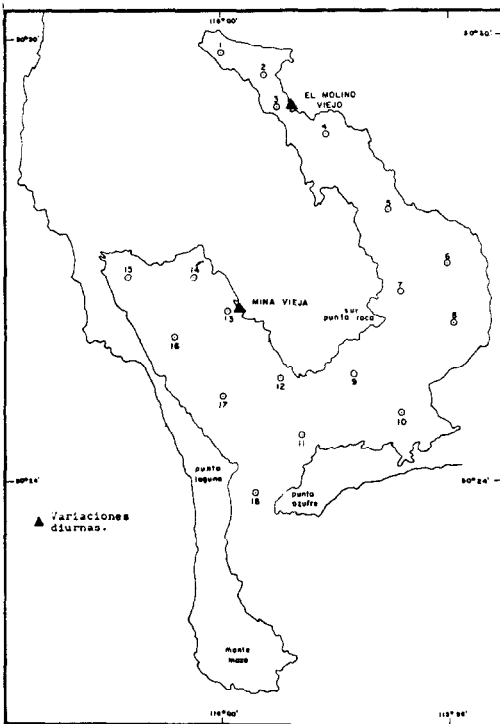 116°00'
30°30'
30°30'
1
2
EL MOLINO
VIEJO
3
4
5
6
7
8
15
14
MINA VIEJA
13
sur
punta roca
16
12
9
17
10
11
punta
laguna
30°24'
30°24'
18
punta
azufre
▲ Variaciones
diurnas.
monte
mazo
116°00'
115°56'